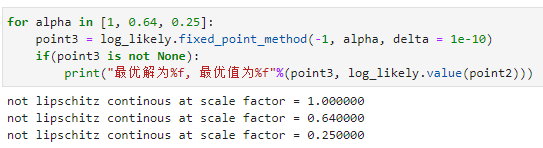 for alpha in [1, 0.64, 0.25]:
    point3 = log_likely.fixed_point_method(-1, alpha, delta = 1e-10)
    if(point3 is not None):
        print("最优解为%f, 最优值为%f"%(point3, log_likely.value(point2)))
not lipschitz continous at scale factor = 1.000000
not lipschitz continous at scale factor = 0.640000
not lipschitz continous at scale factor = 0.250000